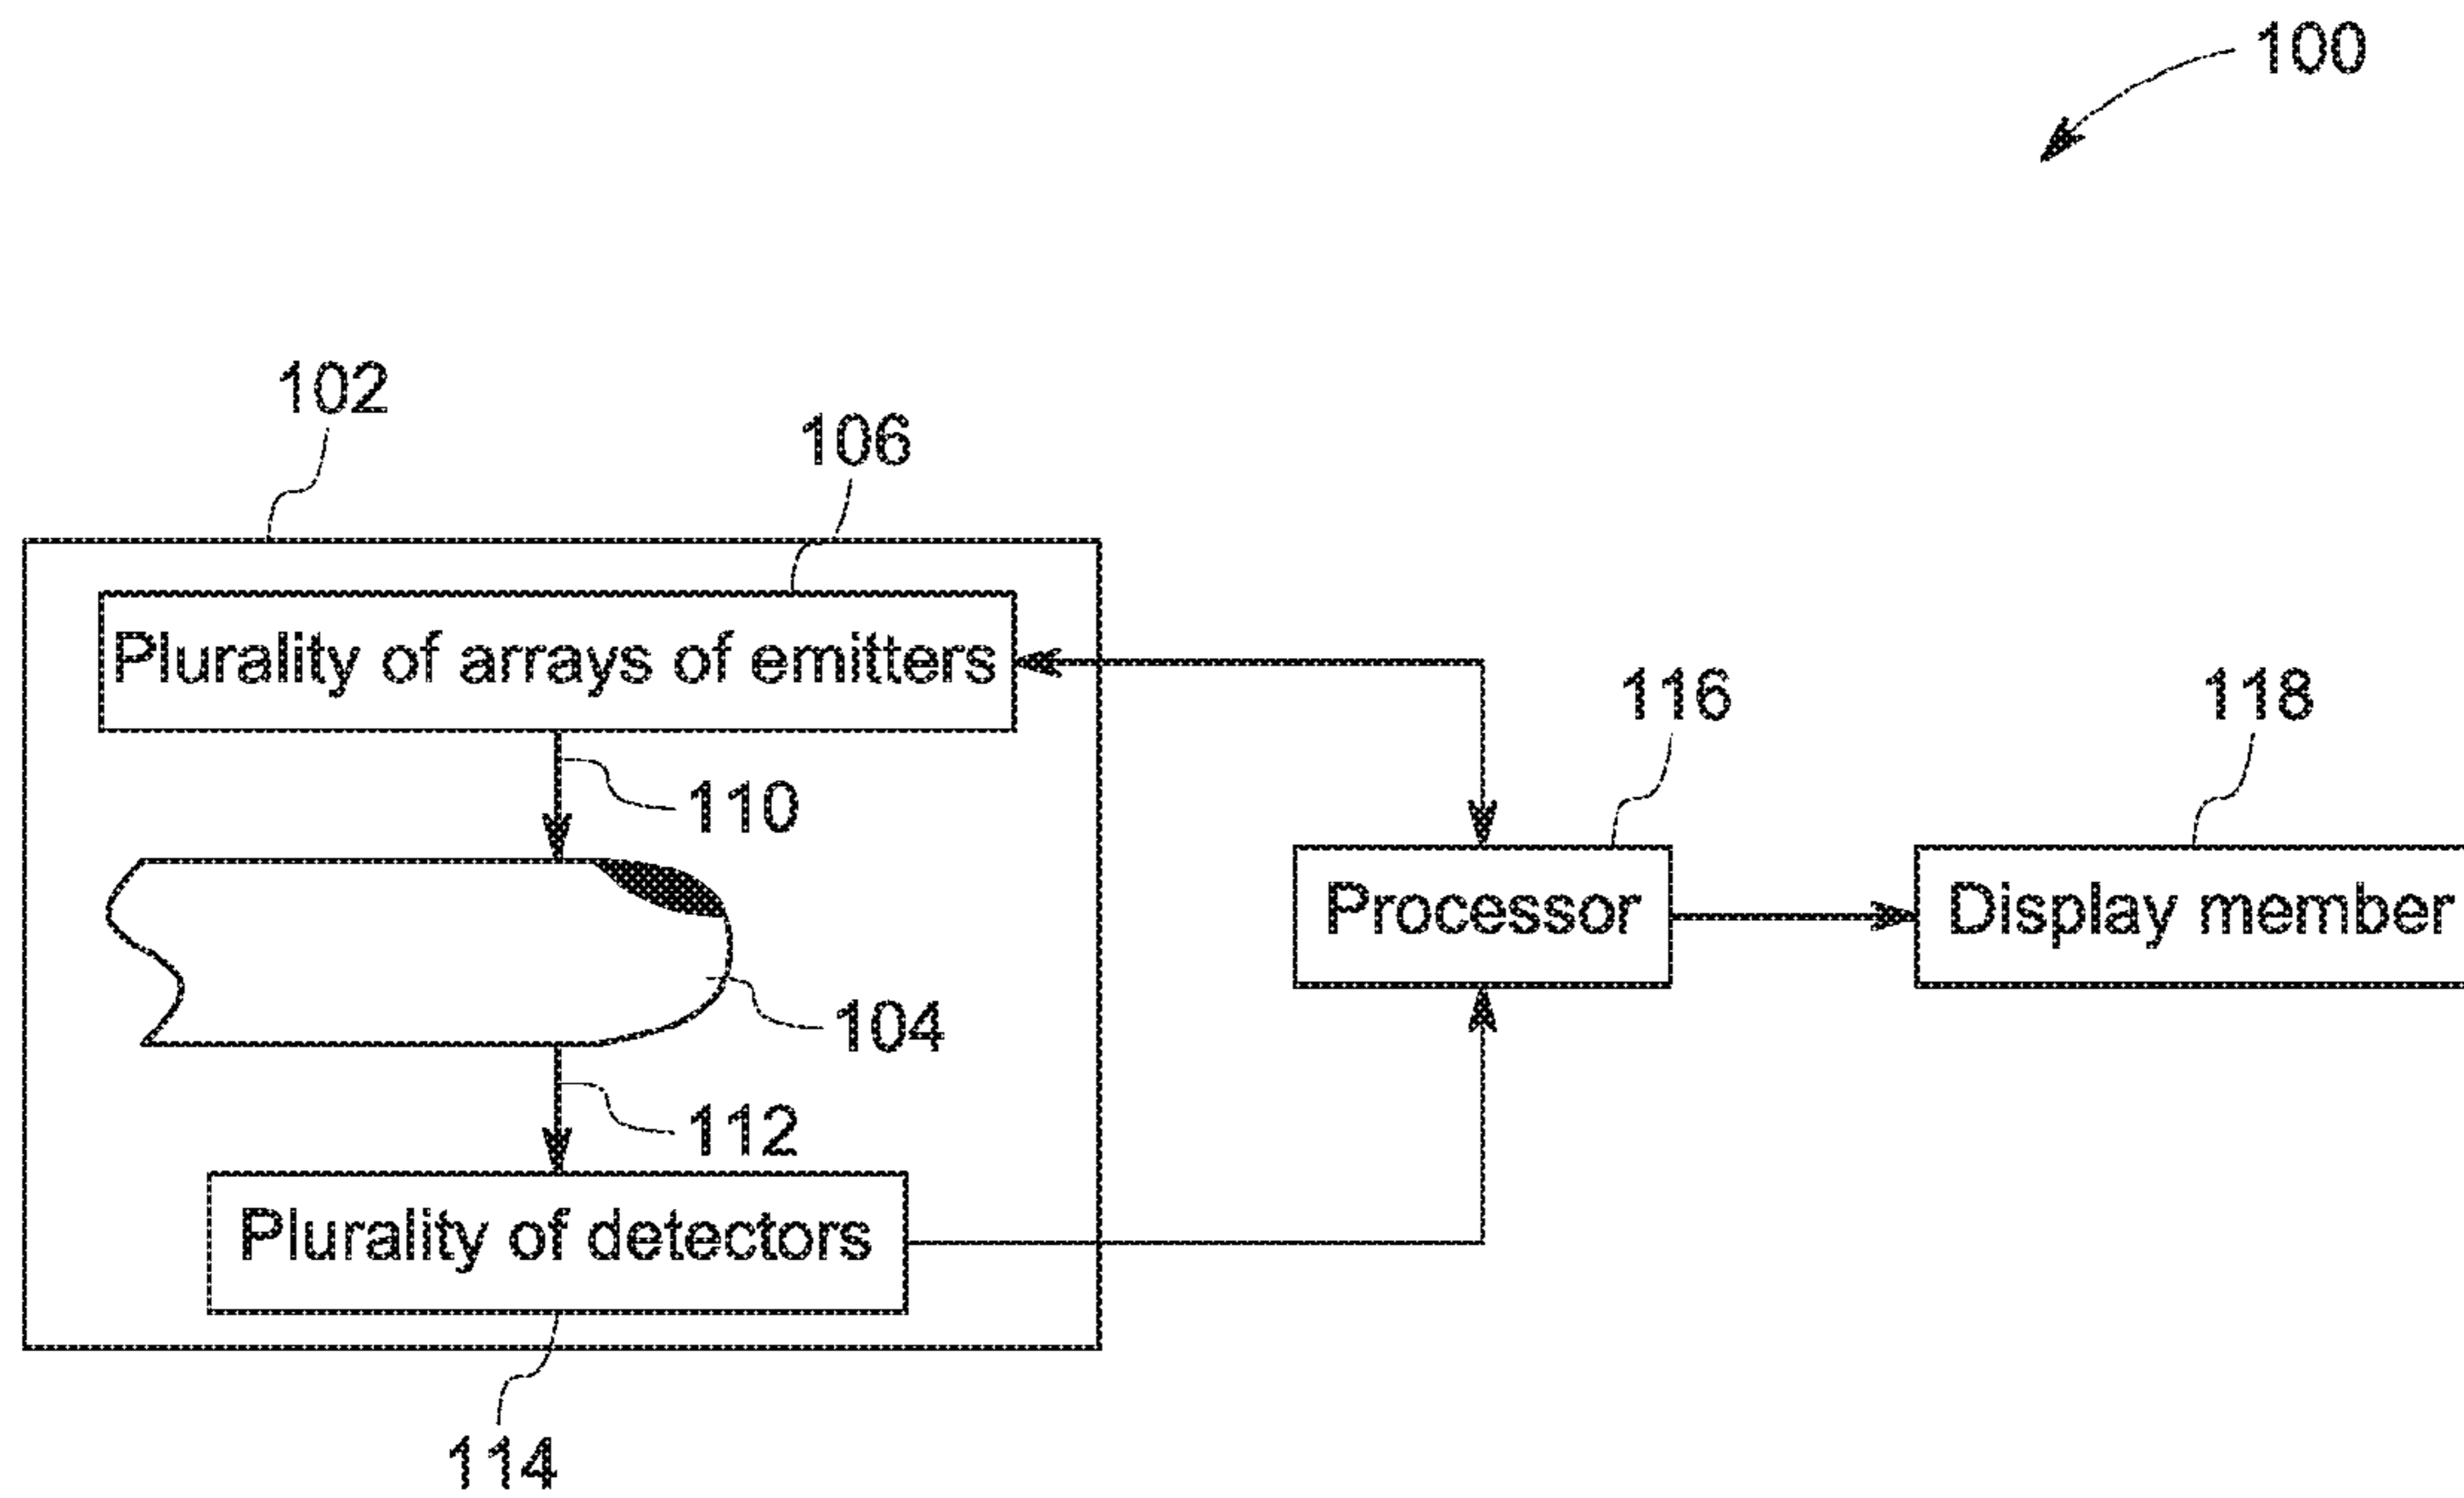 100
102
106
Plurality of arrays of emitters
116
118
110
Processor
Display member
104
112
Plurality of detectors
114